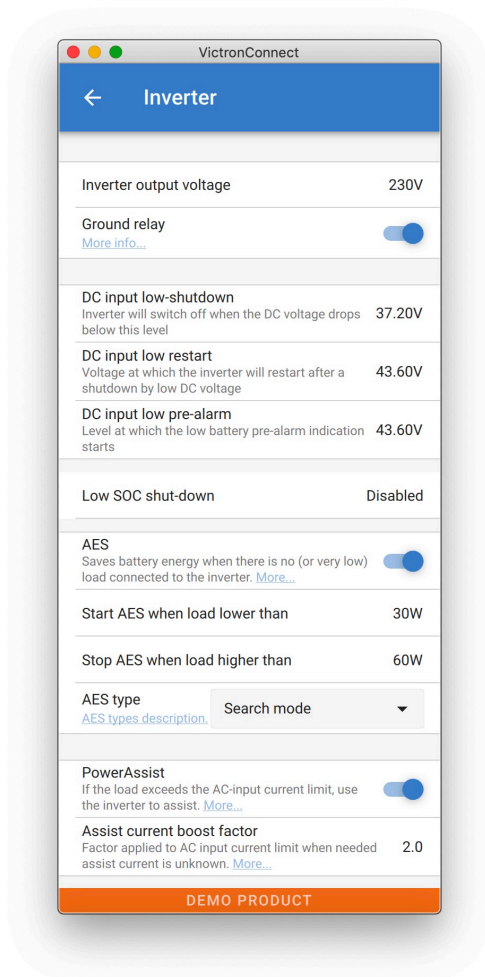 VictronConnect
Inverter
Inverter output voltage 230V
Ground relay
More info...
DC input low-shutdown
Inverter will switch off when the DC voltage drops 37.20V
below this level
DC input low restart
Voltage at which the inverter will restart after a 43.60V
shutdown by low DC voltage
DC input low pre-alarm
Level at which the low battery pre-alarm indication 43.60V
starts
Low SOC shut-down Disabled
AES
Saves battery energy when there is no (or very low)
load connected to the inverter. More...
Start AES when load lower than 30W
Stop AES when load higher than 60W
AES type Search mode
AES types description.
PowerAssist
If the load exceeds the AC-input current limit, use
the inverter to assist. More...
Assist current boost factor
Factor applied to AC input current limit when needed 2.0
assist current is unknown. More...
DEMO PRODUCT